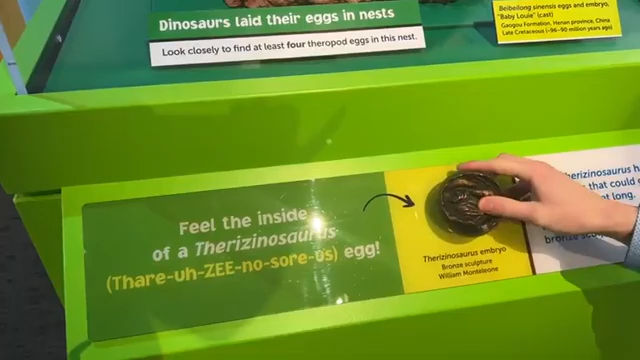 Dinosaurs laid their eggs in nests
Look closely to find at least four theropod eggs in this nest.
Beibeilong sinensis eggs and embryo,
"Baby Louie" (cast)
Gaogou Formation, Henan province, China
Late Cretaceous (~96-90 million years ago)
Feel the inside
of a Therizinosaurus
(Thare-uh-ZEE-no-sore-us) egg!
Therizinosaurus embryo
Bronze sculpture
William Monteleone
that could
long.
bronze